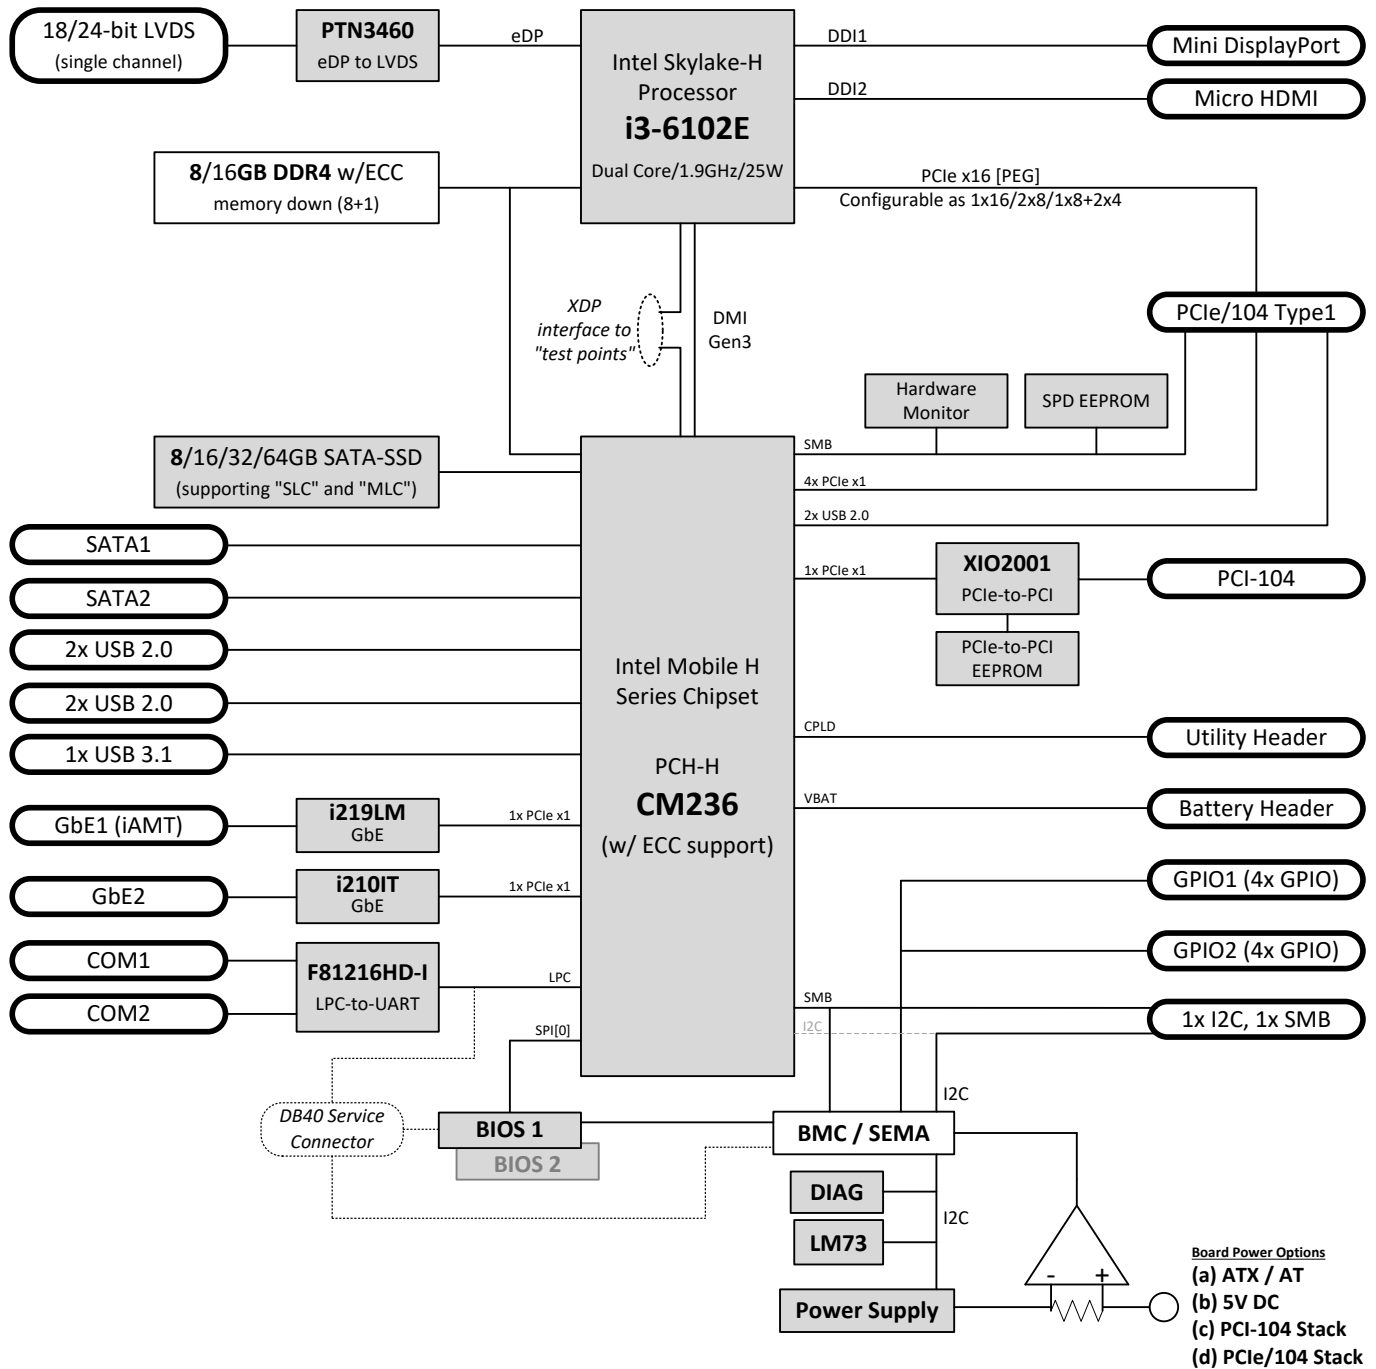 18/24-bit LVDS
(single channel)
PTN3460
eDP to LVDS
eDP
Intel Skylake-H
Processor
i3-6102E
Dual Core/1.9GHz/25W
DDI1
Mini DisplayPort
DDI2
Micro HDMI
8/16GB DDR4 w/ECC
memory down (8+1)
PCIe x16 [PEG]
Configurable as 1x16/2x8/1x8+2x4
XDP
interface to
"test points"
DMI
Gen3
PCIe/104 Type1
Hardware
Monitor
SPD EEPROM
8/16/32/64GB SATA-SSD
(supporting "SLC" and "MLC")
SMB
4x PCIe x1
2x USB 2.0
SATA1
1x PCIe x1
XIO2001
PCIe-to-PCI
PCI-104
SATA2
PCIe-to-PCI
EEPROM
2x USB 2.0
2x USB 2.0
1x USB 3.1
Intel Mobile H
Series Chipset
PCH-H
CM236
(w/ ECC support)
CPLD
Utility Header
VBAT
Battery Header
GbE1 (iAMT)
i219LM
GbE
1x PCIe x1
GbE2
i210IT
GbE
1x PCIe x1
GPIO1 (4x GPIO)
GPIO2 (4x GPIO)
COM1
COM2
F81216HD-I
LPC-to-UART
LPC
SPI[0]
SMB
I2C
1x I2C, 1x SMB
I2C
DB40 Service
Connector
BIOS 1
BIOS 2
BMC / SEMA
DIAG
LM73
I2C
Power Supply
-
+
Board Power Options
(a) ATX / AT
(b) 5V DC
(c) PCI-104 Stack
(d) PCIe/104 Stack